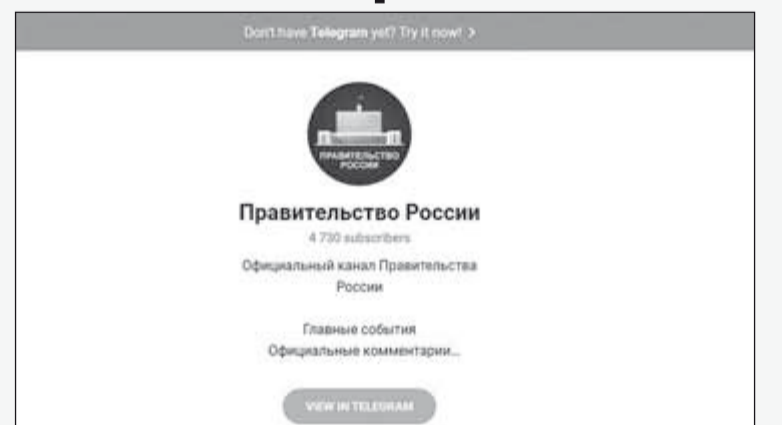 Don't have Telegram yet? Try it now! >
ПРАВИТЕЛЬСТВО
РОССИИ
Правительство России
4 730 subscribers
Официальный канал Правительства
России
Главные события
Официальные комментарии...
VIEW IN TELEGRAM